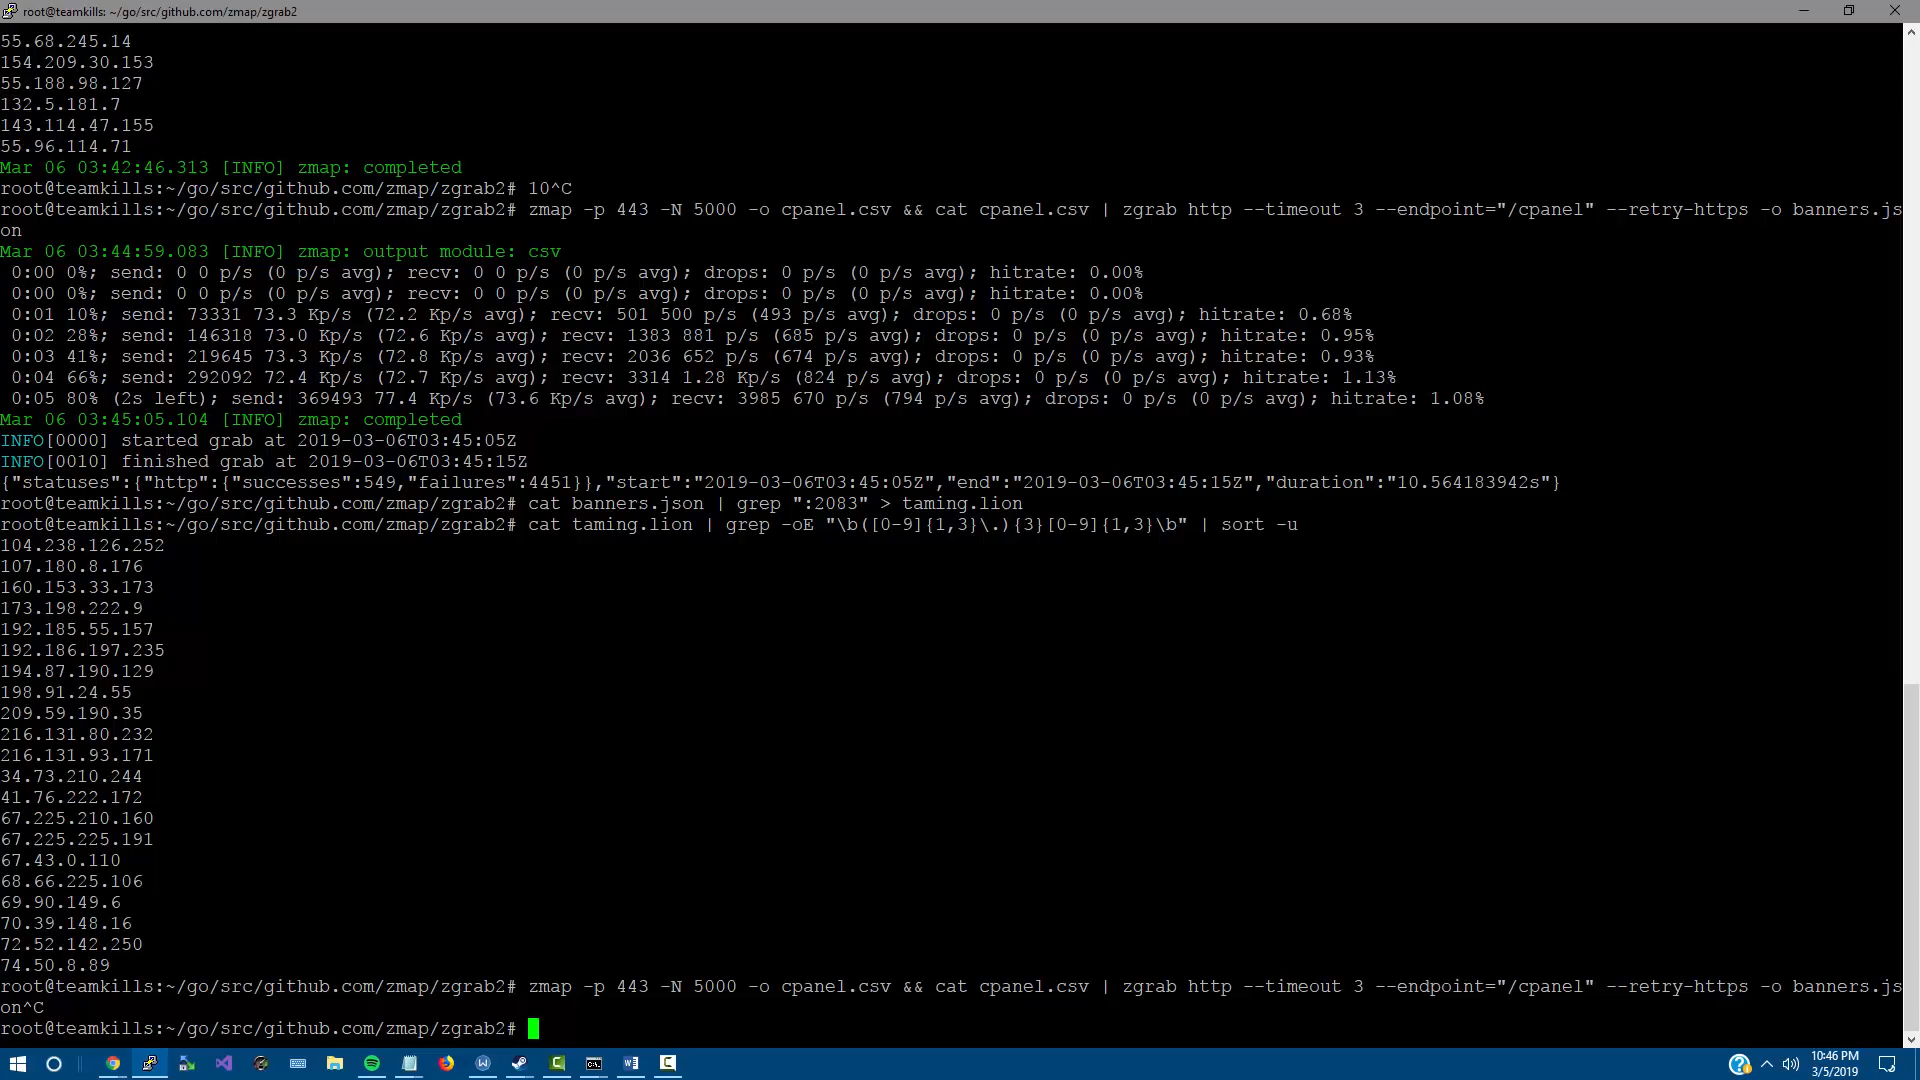 root@teamkills: ~/go/src/github.com/zmap/zgrab2
55.68.245.14
154.209.30.153
55.188.98.127
132.5.181.7
143.114.47.155
55.96.114.71
Mar 06 03:42:46.313 [INFO] zmap: completed
root@teamkills:~/go/src/github.com/zmap/zgrab2# 10^C
root@teamkills:~/go/src/github.com/zmap/zgrab2# zmap -p 443 -N 5000 -o cpanel.csv && cat cpanel.csv | zgrab http --timeout 3 --endpoint="/cpanel" --retry-https -o banners.js
on
Mar 06 03:44:59.083 [INFO] zmap: output module: csv
0:00 0%; send: 0 0 p/s (0 p/s avg); recv: 0 0 p/s (0 p/s avg); drops: 0 p/s (0 p/s avg); hitrate: 0.00%
0:00 0%; send: 0 0 p/s (0 p/s avg); recv: 0 0 p/s (0 p/s avg); drops: 0 p/s (0 p/s avg); hitrate: 0.00%
0:01 10%; send: 73331 73.3 Kp/s (72.2 Kp/s avg); recv: 501 500 p/s (493 p/s avg); drops: 0 p/s (0 p/s avg); hitrate: 0.68%
0:02 28%; send: 146318 73.0 Kp/s (72.6 Kp/s avg); recv: 1383 881 p/s (685 p/s avg); drops: 0 p/s (0 p/s avg); hitrate: 0.95%
0:03 41%; send: 219645 73.3 Kp/s (72.8 Kp/s avg); recv: 2036 652 p/s (674 p/s avg); drops: 0 p/s (0 p/s avg); hitrate: 0.93%
0:04 66%; send: 292092 72.4 Kp/s (72.7 Kp/s avg); recv: 3314 1.28 Kp/s (824 p/s avg); drops: 0 p/s (0 p/s avg); hitrate: 1.13%
0:05 80% (2s left); send: 369493 77.4 Kp/s (73.6 Kp/s avg); recv: 3985 670 p/s (794 p/s avg); drops: 0 p/s (0 p/s avg); hitrate: 1.08%
Mar 06 03:45:05.104 [INFO] zmap: completed
INFO[0000] started grab at 2019-03-06T03:45:05Z
INFO[0010] finished grab at 2019-03-06T03:45:15Z
{"statuses":{"http":{"successes":549,"failures":4451}},"start":"2019-03-06T03:45:05Z","end":"2019-03-06T03:45:15Z","duration":"10.564183942s"}
root@teamkills:~/go/src/github.com/zmap/zgrab2# cat banners.json | grep ":2083" > taming.lion
root@teamkills:~/go/src/github.com/zmap/zgrab2# cat taming.lion | grep -oE "\b([0-9]{1,3}\.){3}[0-9]{1,3}\b" | sort -u
104.238.126.252
107.180.8.176
160.153.33.173
173.198.222.9
192.185.55.157
192.186.197.235
194.87.190.129
198.91.24.55
209.59.190.35
216.131.80.232
216.131.93.171
34.73.210.244
41.76.222.172
67.225.210.160
67.225.225.191
67.43.0.110
68.66.225.106
69.90.149.6
70.39.148.16
72.52.142.250
74.50.8.89
root@teamkills:~/go/src/github.com/zmap/zgrab2# zmap -p 443 -N 5000 -o cpanel.csv && cat cpanel.csv | zgrab http --timeout 3 --endpoint="/cpanel" --retry-https -o banners.js
on^C
root@teamkills:~/go/src/github.com/zmap/zgrab2#
10:46 PM
3/5/2019